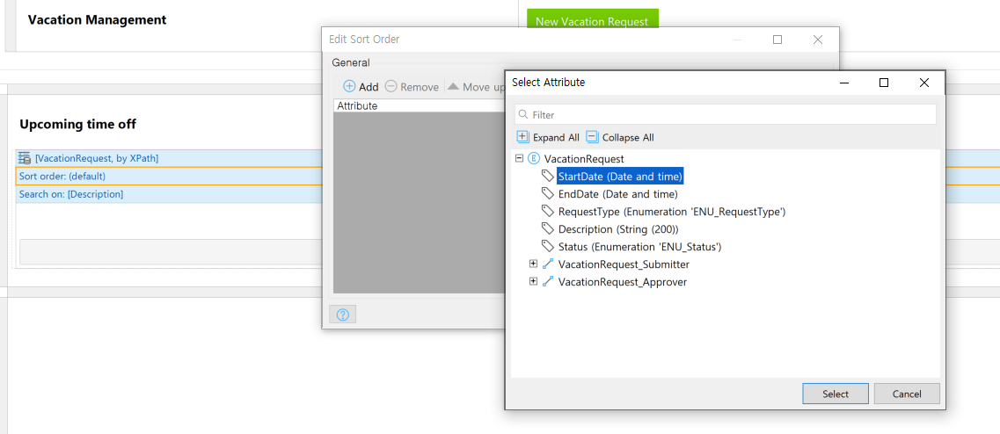 Vacation Management
New Vacation Request
Edit Sort Order
General
Add
Remove
Move up
Attribute
Select Attribute
Filter
Expand All
Collapse All
VacationRequest
StartDate (Date and time)
EndDate (Date and time)
RequestType (Enumeration 'ENU_RequestType')
Description (String (200))
Status (Enumeration 'ENU_Status')
VacationRequest_Submitter
VacationRequest_Approver
Select
Cancel
Upcoming time off
[VacationRequest, by XPath]
Sort order: (default)
Search on: [Description]